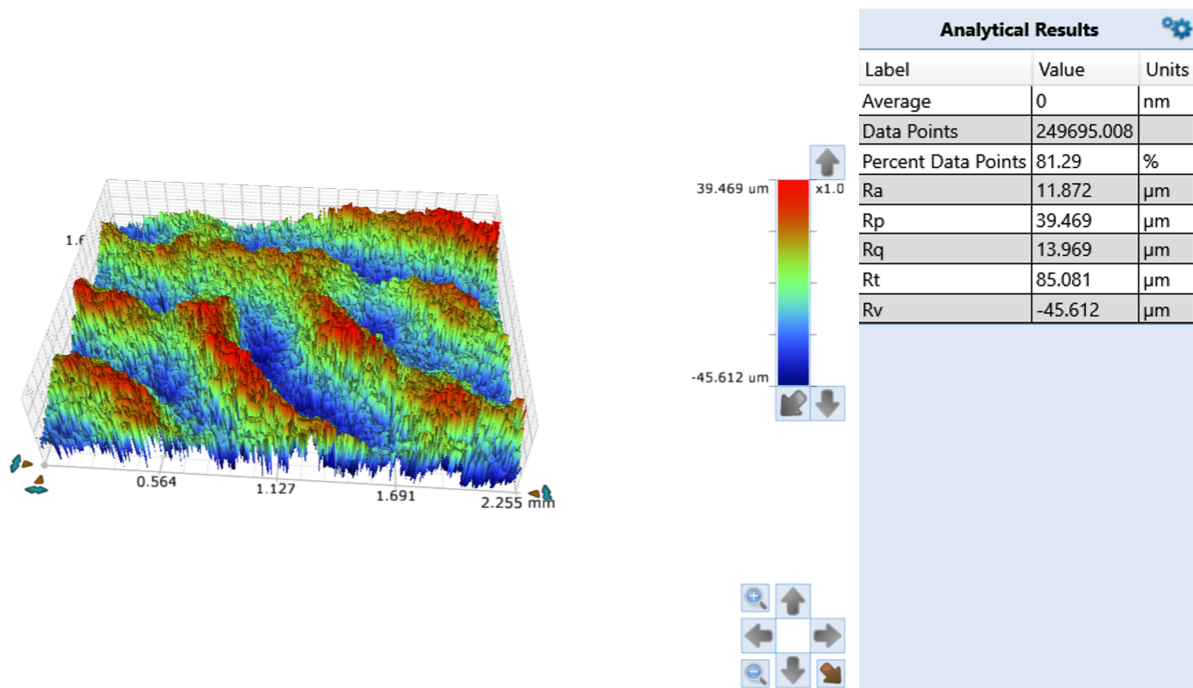 Analytical Results
Label Value Units
Average 0 nm
Data Points 249695.008
Percent Data Points 81.29 %
Ra 11.872 µm
Rp 39.469 µm
Rq 13.969 µm
Rt 85.081 µm
Rv -45.612 µm
39.469 um x1.0
-45.612 um
0.564
1.127
1.691
2.255 mm